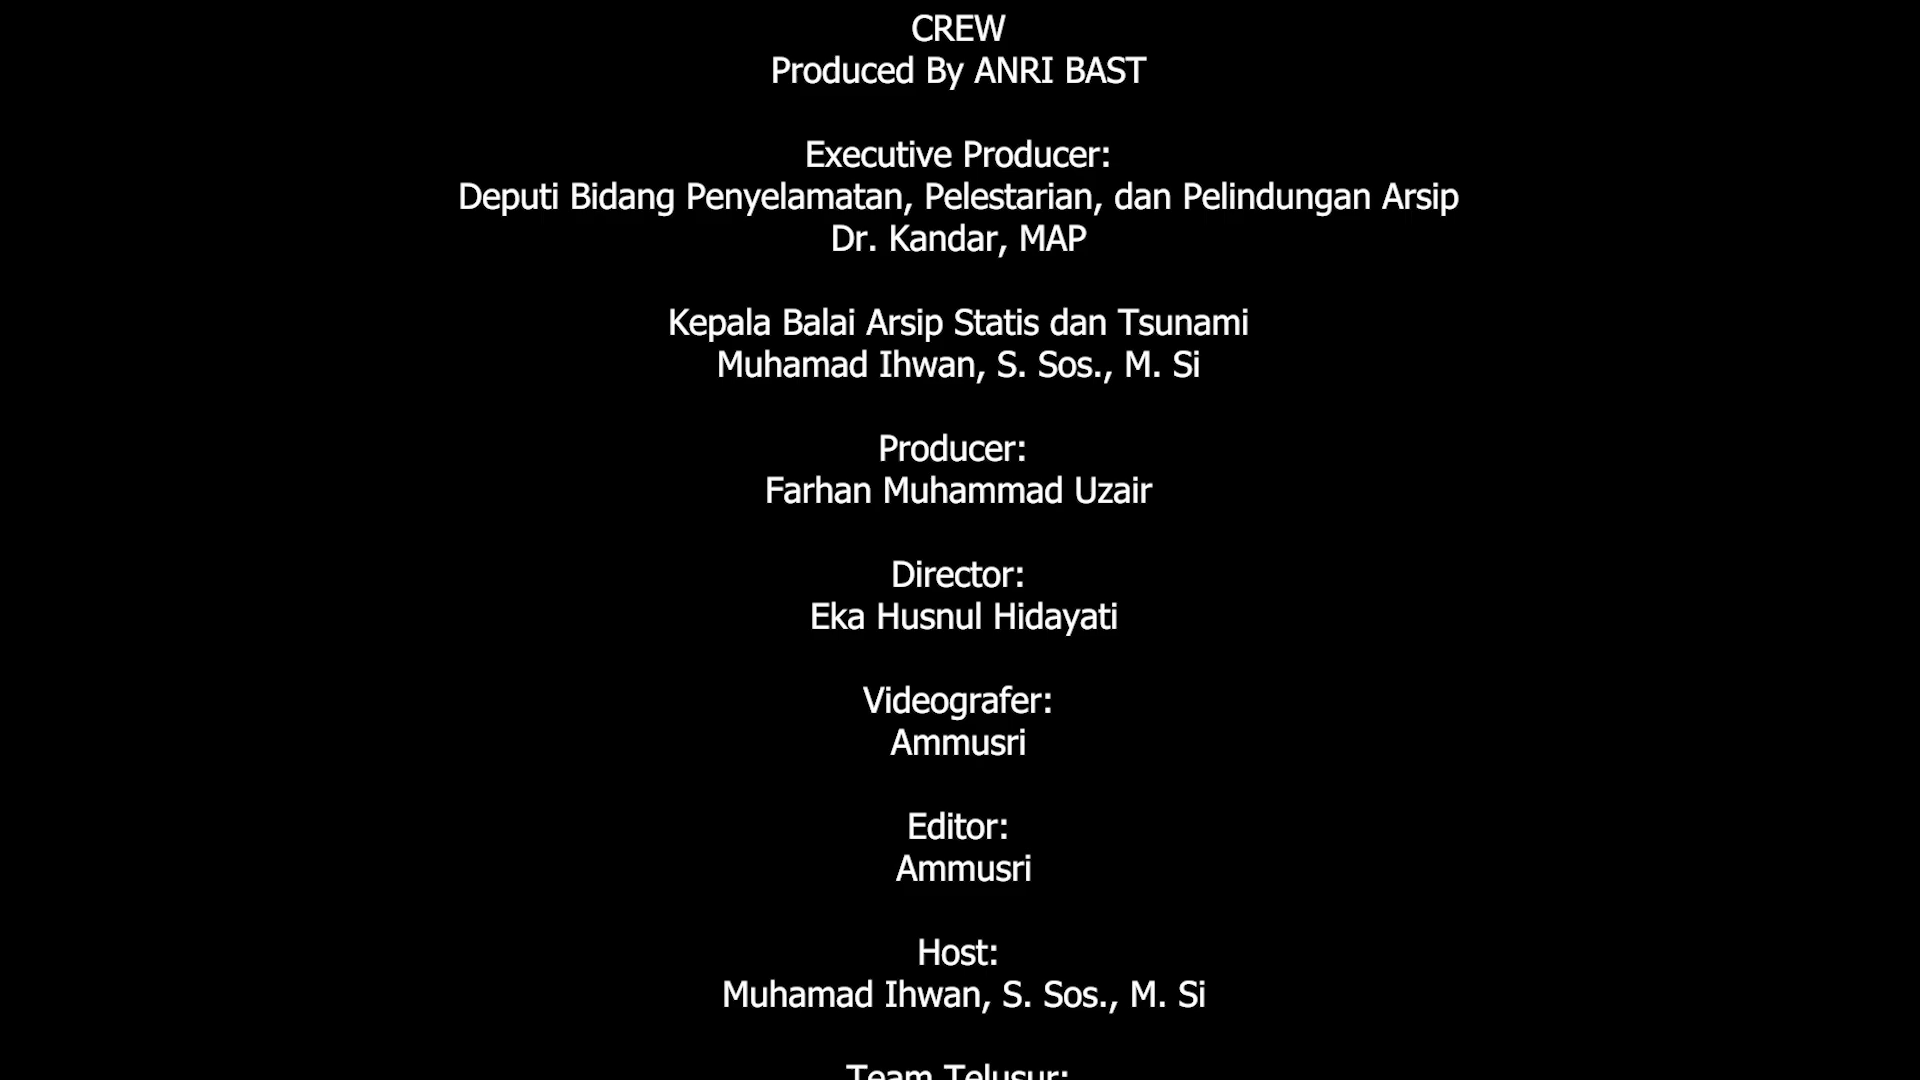 CREW
Produced By ANRI BAST
Executive Producer:
Deputi Bidang Penyelamatan, Pelestarian, dan Pelindungan Arsip
Dr. Kandar, MAP
Kepala Balai Arsip Statis dan Tsunami
Muhamad Ihwan, S. Sos., M. Si
Producer:
Farhan Muhammad Uzair
Director:
Eka Husnul Hidayati
Videografer:
Ammusri
Editor:
Ammusri
Host:
Muhamad Ihwan, S. Sos., M. Si
Team Telusur: